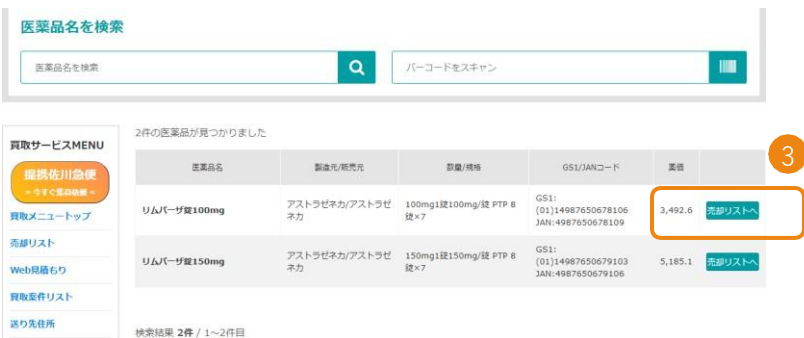 医薬品名を検索
医薬品名を検索
バーコードをスキャン
買取サービスMENU
提携佐川急便
買取メニュートップ
売却リスト
Web見積もり
買取案件リスト
送り先住所
2件の医薬品が見つかりました
医薬品名 製造元/販売元 数量/規格 GS1/JANコード 薬価
リムパーザ錠100mg
アストラゼネカ/アストラゼ
ネカ
100mg1錠100mg/錠 PTP 8
錠×7
GS1:
(01)14987650678106
JAN:4987650678109
3,492.6
売却リストへ
リムパーザ錠150mg
アストラゼネカ/アストラゼ
ネカ
150mg1錠150mg/錠 PTP 8
錠×7
GS1:
(01)14987650679103
JAN:4987650679106
5,185.1
売却リストへ
検索結果 2件 / 1～2件目
3